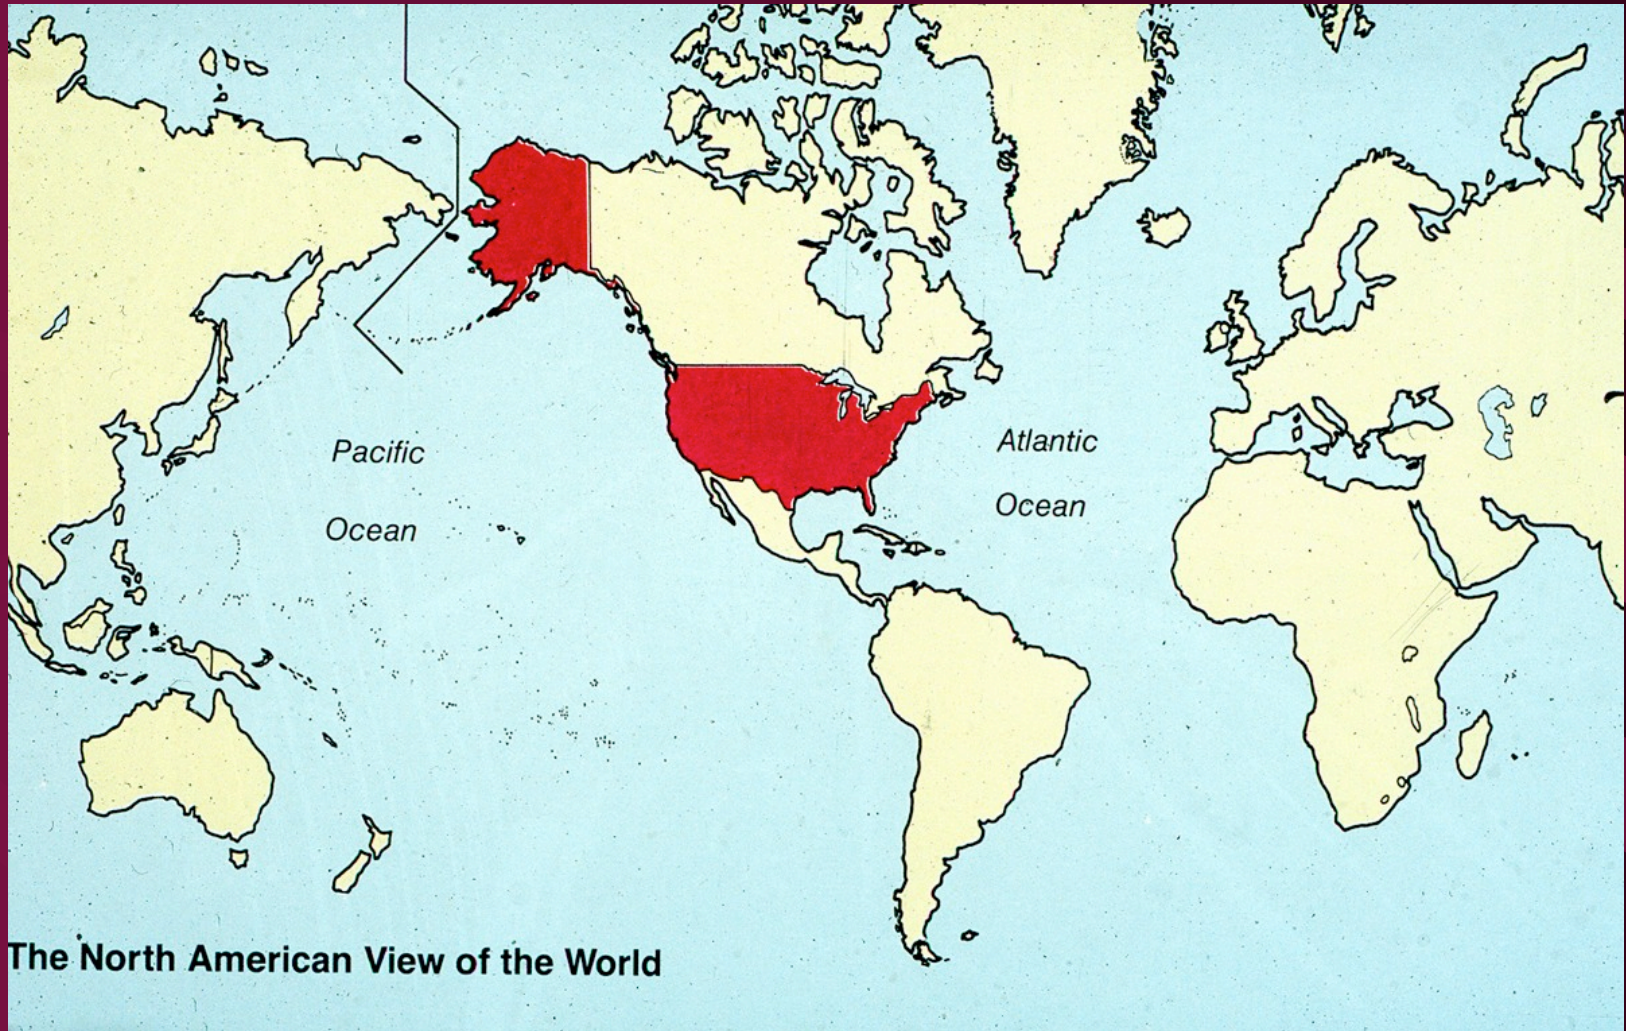 Pacific
Ocean
Atlantic
Ocean
The North American View of the World